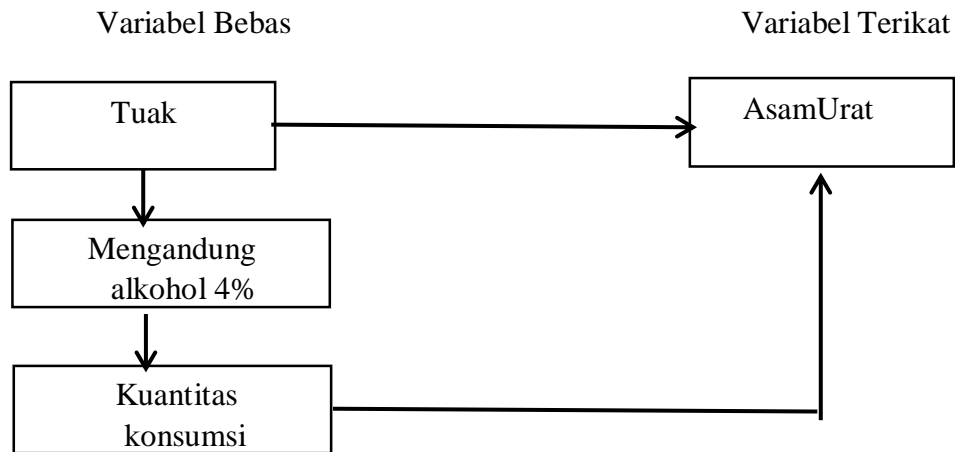 Variabel Bebas
Variabel Terikat
Tuak
AsamUrat
Mengandung
alkohol 4%
Kuantitas
konsumsi